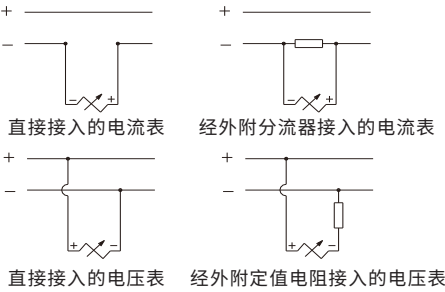 + +
− −
− + − +
直接接入的电流表 经外附分流器接入的电流表
+ +
− −
+ − + −
直接接入的电压表 经外附定值电阻接入的电压表